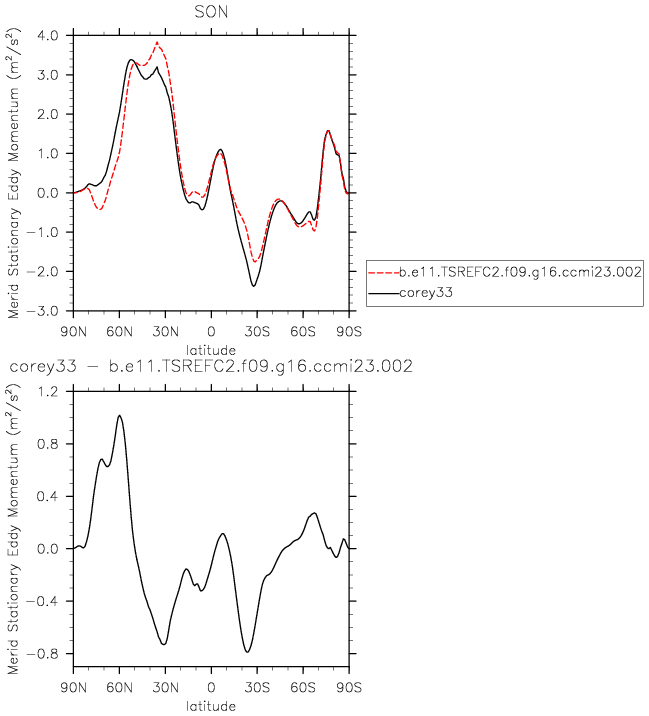 SON
Merid Stationary Eddy Momentum (m²/s²)
4.0
3.0
2.0
1.0
0.0
−1.0
−2.0
−3.0
90N 60N 30N 0 30S 60S 90S
latitude
b.e11.TSREFC2.f09.g16.ccmi23.002
corey33
corey33 − b.e11.TSREFC2.f09.g16.ccmi23.002
Merid Stationary Eddy Momentum (m²/s²)
1.2
0.8
0.4
0.0
−0.4
−0.8
90N 60N 30N 0 30S 60S 90S
latitude